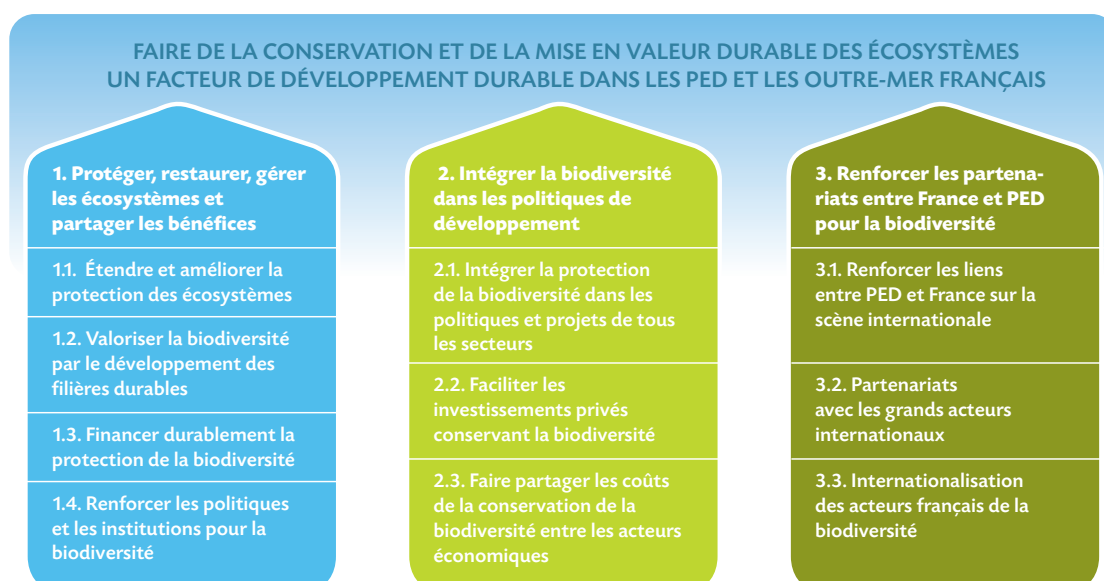 FAIRE DE LA CONSERVATION ET DE LA MISE EN VALEUR DURABLE DES ÉCOSYSTÈMES
UN FACTEUR DE DÉVELOPPEMENT DURABLE DANS LES PED ET LES OUTRE-MER FRANÇAIS
1. Protéger, restaurer, gérer
les écosystèmes et
partager les bénéfices
1.1. Étendre et améliorer la
protection des écosystèmes
1.2. Valoriser la biodiversité
par le développement des
filières durables
1.3. Financer durablement la
protection de la biodiversité
1.4. Renforcer les politiques
et les institutions pour la
biodiversité
2. Intégrer la biodiversité
dans les politiques de
développement
2.1. Intégrer la protection
de la biodiversité dans les
politiques et projets de tous
les secteurs
2.2. Faciliter les
investissements privés
conservant la biodiversité
2.3. Faire partager les coûts
de la conservation de la
biodiversité entre les acteurs
économiques
3. Renforcer les partena-
riats entre France et PED
pour la biodiversité
3.1. Renforcer les liens
entre PED et France sur la
scène internationale
3.2. Partenariats
avec les grands acteurs
internationaux
3.3. Internationalisation
des acteurs français de la
biodiversité